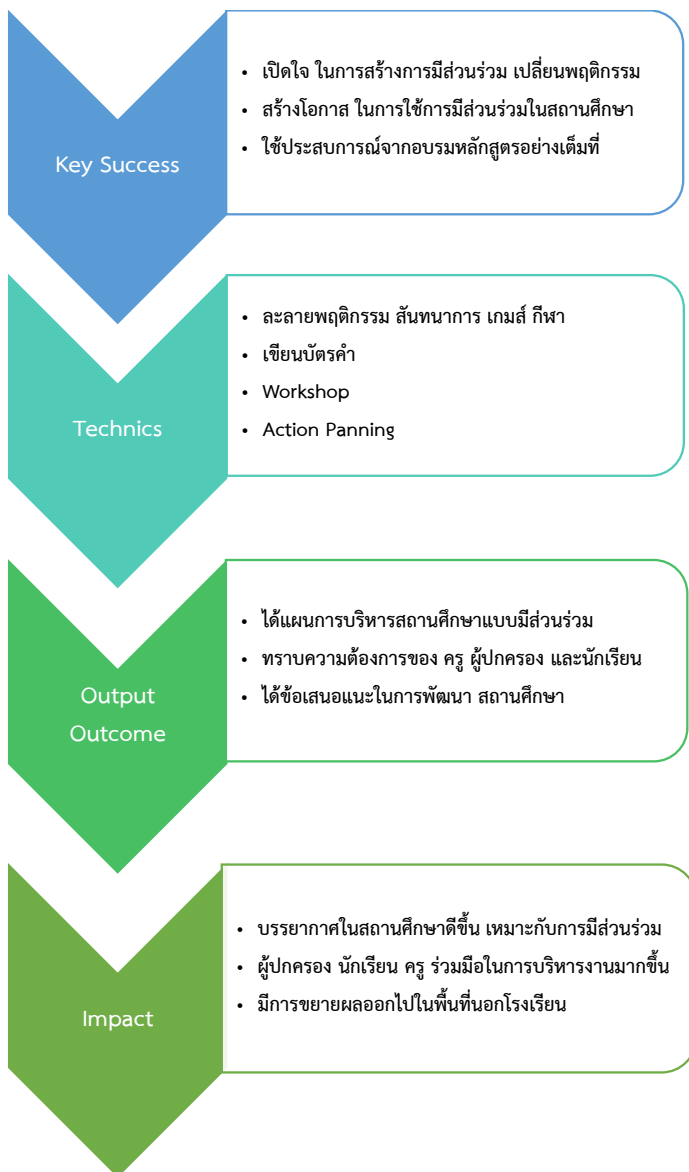 Key Success
• เปิดใจ ในการสร้างการมีส่วนร่วม เปลี่ยนพฤติกรรม
• สร้างโอกาส ในการใช้การมีส่วนร่วมในสถานศึกษา
• ใช้ประสบการณ์จากอบรมหลักสูตรอย่างเต็มที่
Technics
• ละลายพฤติกรรม สันทนาการ เกมส์ กีฬา
• เขียนบัตรคำ
• Workshop
• Action Panning
Output
Outcome
• ได้แผนการบริหารสถานศึกษาแบบมีส่วนร่วม
• ทราบความต้องการของ ครู ผู้ปกครอง และนักเรียน
• ได้ข้อเสนอแนะในการพัฒนา สถานศึกษา
Impact
• บรรยากาศในสถานศึกษาดีขึ้น เหมาะกับการมีส่วนร่วม
• ผู้ปกครอง นักเรียน ครู ร่วมมือในการบริหารงานมากขึ้น
• มีการขยายผลออกไปในพื้นที่นอกโรงเรียน